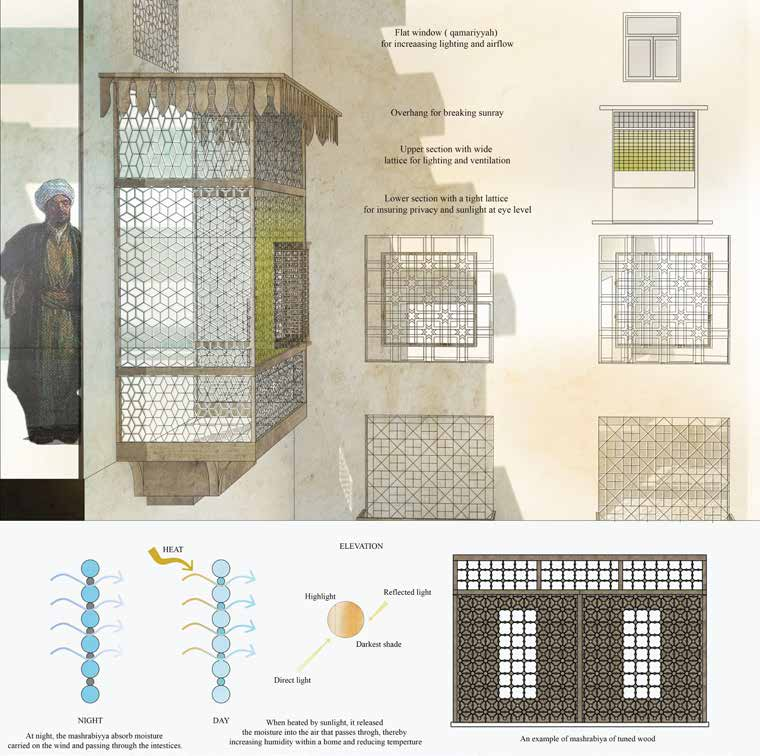 Flat window ( qamariyyah)
for increaasing lighting and airflow
Overhang for breaking sunray
Upper section with wide
lattice for lighting and ventilation
Lower section with a tight lattice
for insuring privacy and sunlight at eye level
HEAT
ELEVATION
Highlight
Reflected light
Darkest shade
Direct light
NIGHT
DAY
At night, the mashrabiyya absorb moisture
carried on the wind and passing through the intestices.
When heated by sunlight, it released
the moisture into the air that passes throgh, thereby
increasing humidity within a home and reducing temperture
An example of mashrabiya of tuned wood